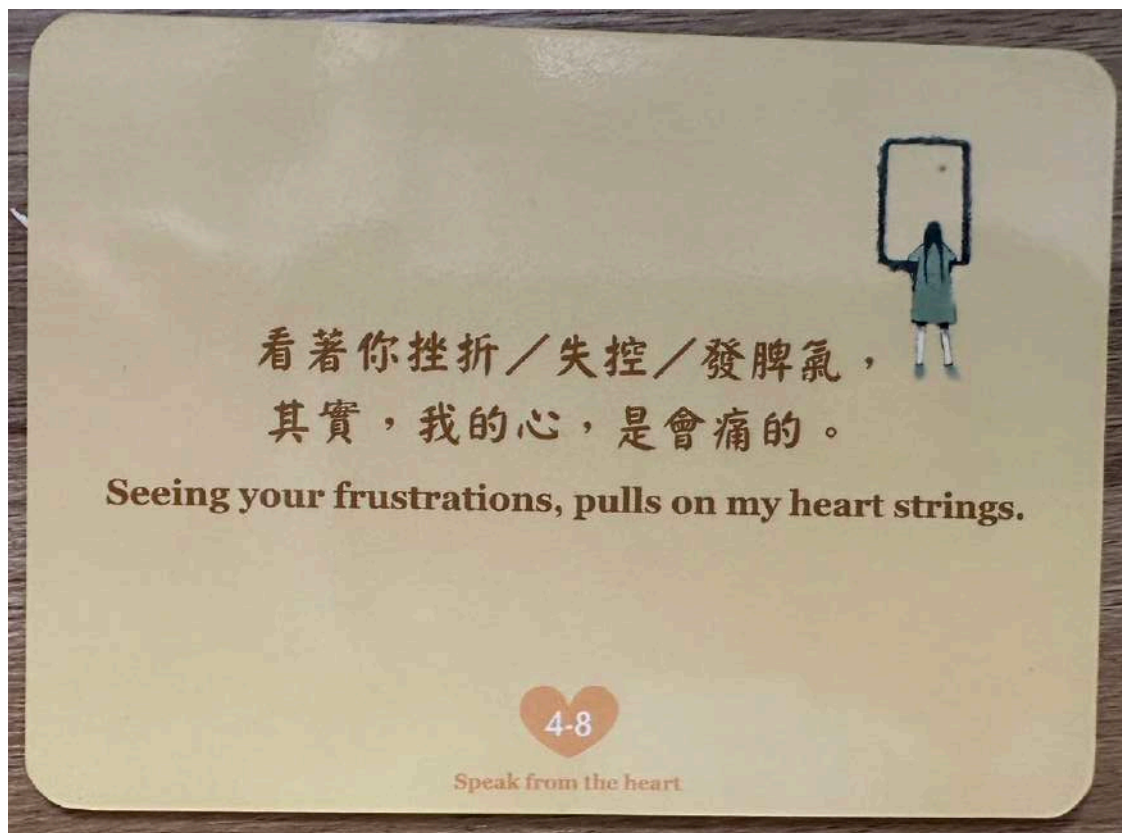 看著你挫折／失控／發脾氣，
其實，我的心，是會痛的。
Seeing your frustrations, pulls on my heart strings.
4-8
Speak from the heart